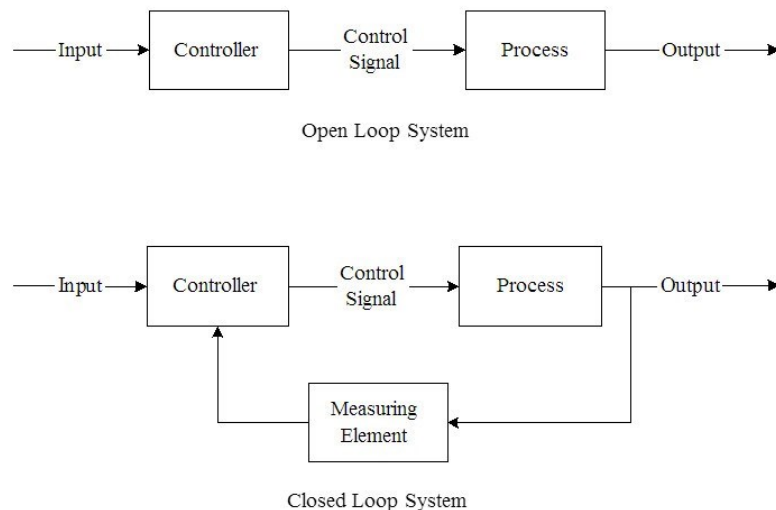 Input
Controller
Control
Signal
Process
Output
Open Loop System
Input
Controller
Control
Signal
Process
Output
Measuring
Element
Closed Loop System